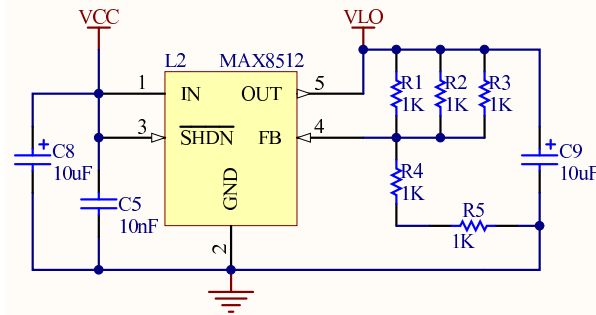 VCC
VLO
L2
MAX8512
1
IN
OUT
5
3
SHDN
FB
4
GND
2
C8
10uF
C5
10nF
R1
1K
R2
1K
R3
1K
R4
1K
R5
1K
C9
10uF